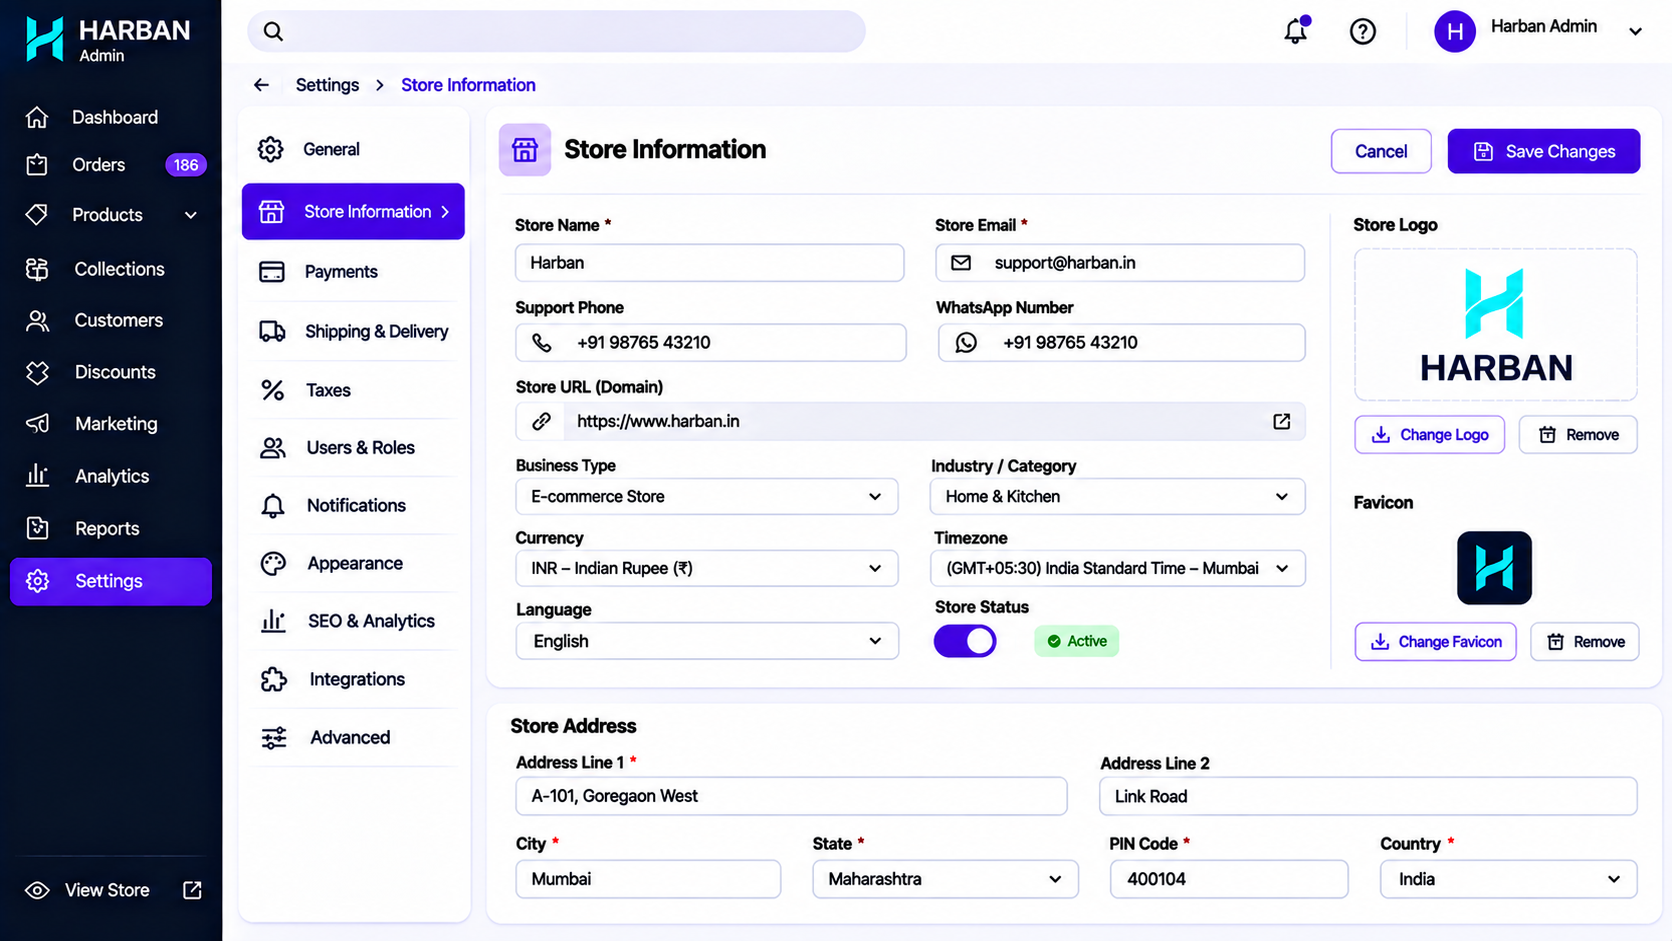 HARBAN
Admin
Harban Admin
H
Dashboard
Orders 186
Products
Collections
Customers
Discounts
Marketing
Analytics
Reports
Settings
View Store
Settings > Store Information
General
Store Information
Payments
Shipping & Delivery
Taxes
Users & Roles
Notifications
Appearance
SEO & Analytics
Integrations
Advanced
Store Information
Cancel
Save Changes
Store Name *
Harban
Store Email *
support@harban.in
Support Phone
+91 98765 43210
WhatsApp Number
+91 98765 43210
Store URL (Domain)
https://www.harban.in
Business Type
E-commerce Store
Industry / Category
Home & Kitchen
Currency
INR – Indian Rupee (₹)
Timezone
(GMT+05:30) India Standard Time – Mumbai
Language
English
Store Status
Active
Store Logo
HARBAN
Change Logo
Remove
Favicon
Change Favicon
Remove
Store Address
Address Line 1 *
A-101, Goregaon West
Address Line 2
Link Road
City *
Mumbai
State *
Maharashtra
PIN Code *
400104
Country *
India